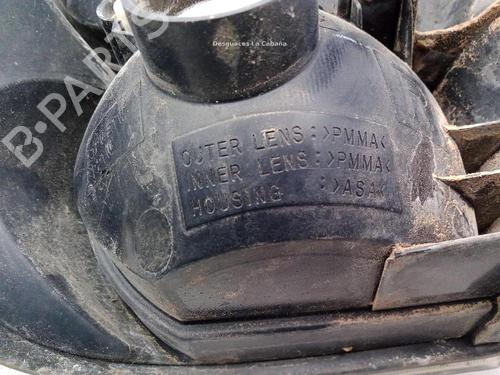 Desguaces La Cabaña
B-PARTS
OUTER LENS : >PMMA<
INNER LENS : >PMMA<
HOUSING : >ASA<